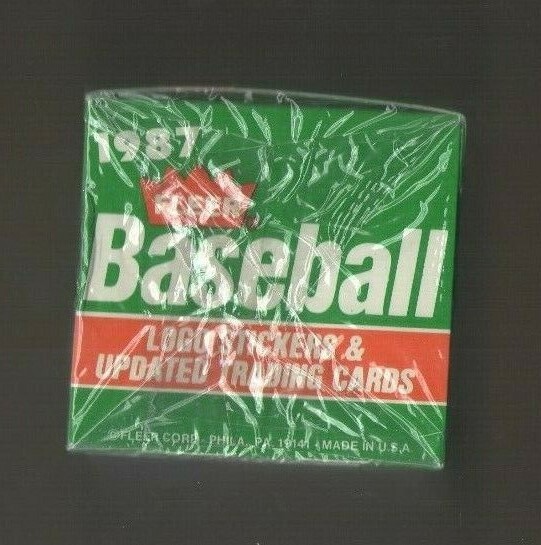 1987
FLEER
Baseball
LOGO STICKERS &
UPDATED TRADING CARDS
©FLEER CORP., PHILA., PA. 19141 • MADE IN U.S.A